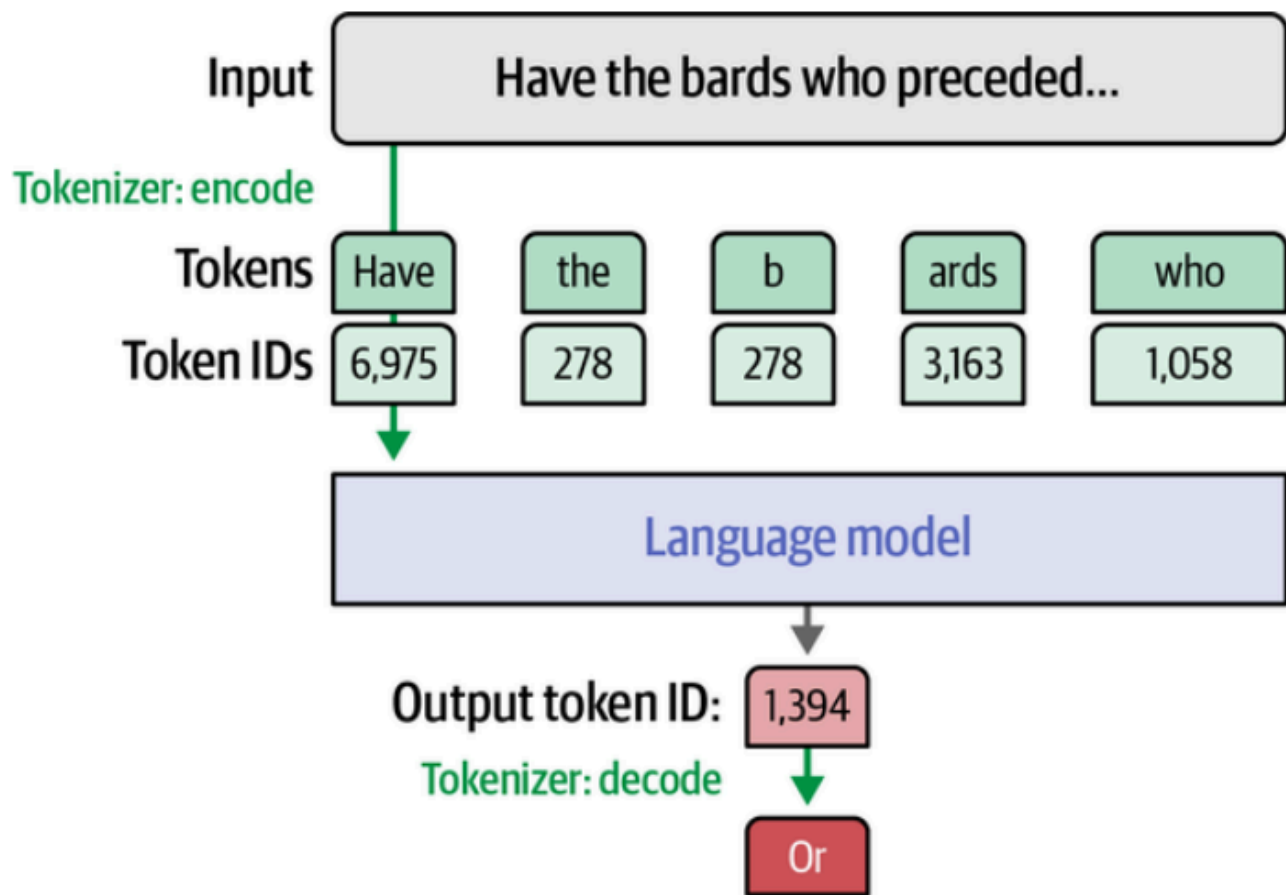 Input Have the bards who preceded...
Tokenizer: encode
Tokens Have the b ards who
Token IDs 6,975 278 278 3,163 1,058
Language model
Output token ID: 1,394
Tokenizer: decode
Or